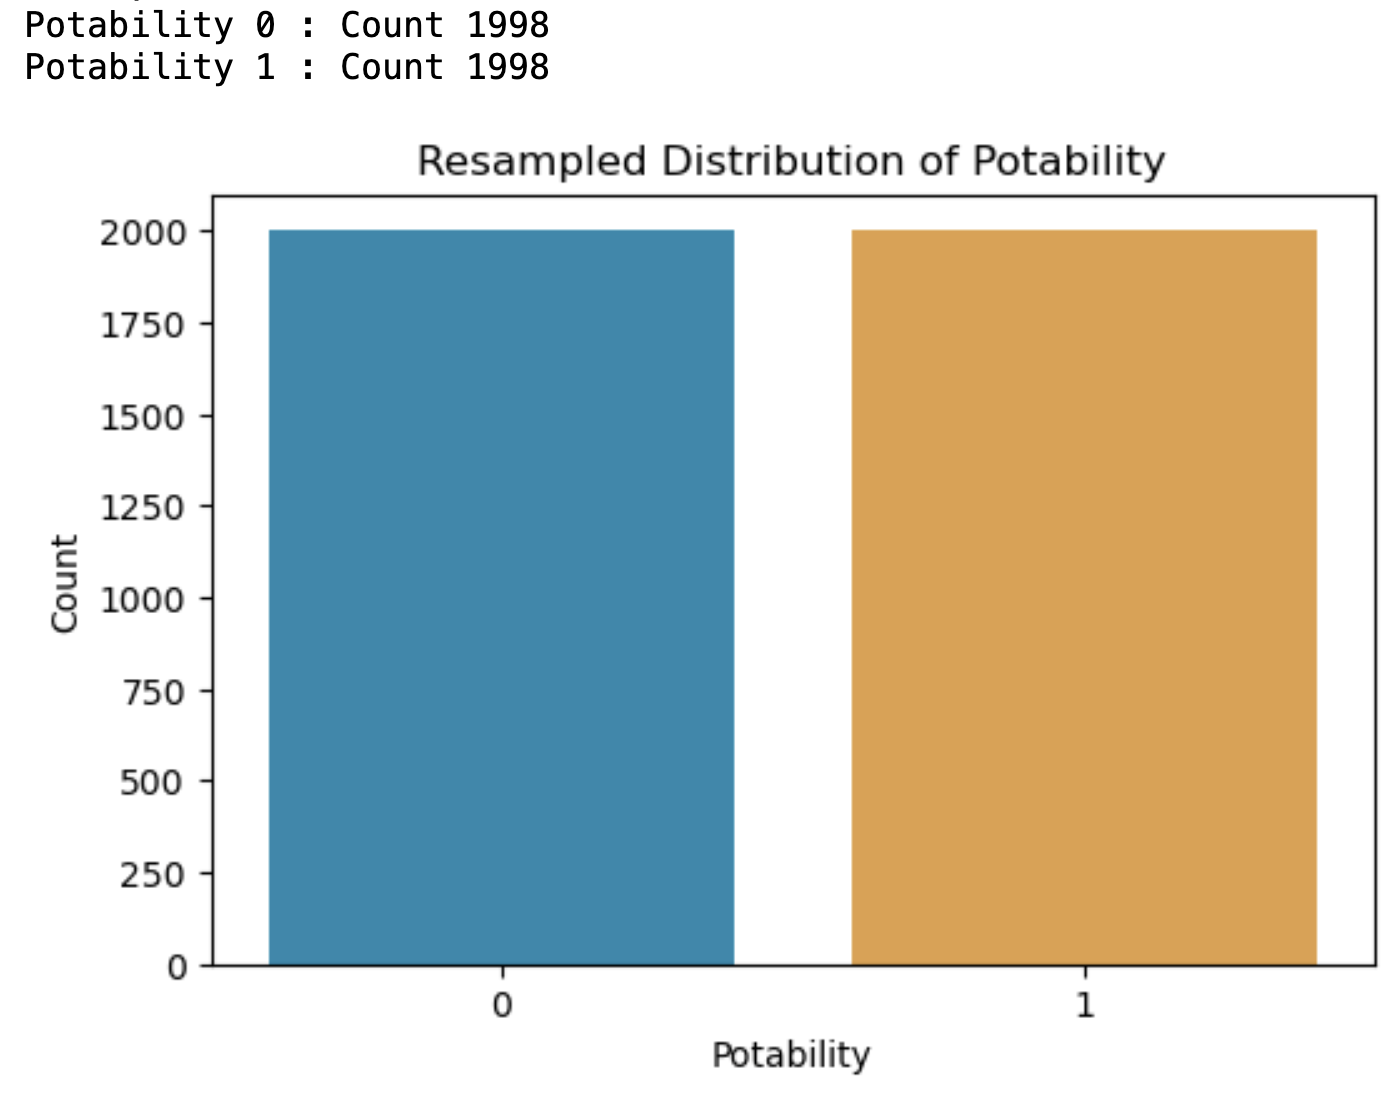 Potability 0 : Count 1998
Potability 1 : Count 1998
Resampled Distribution of Potability
2000
1750
1500
1250
1000
750
500
250
0
Count
0 1
Potability